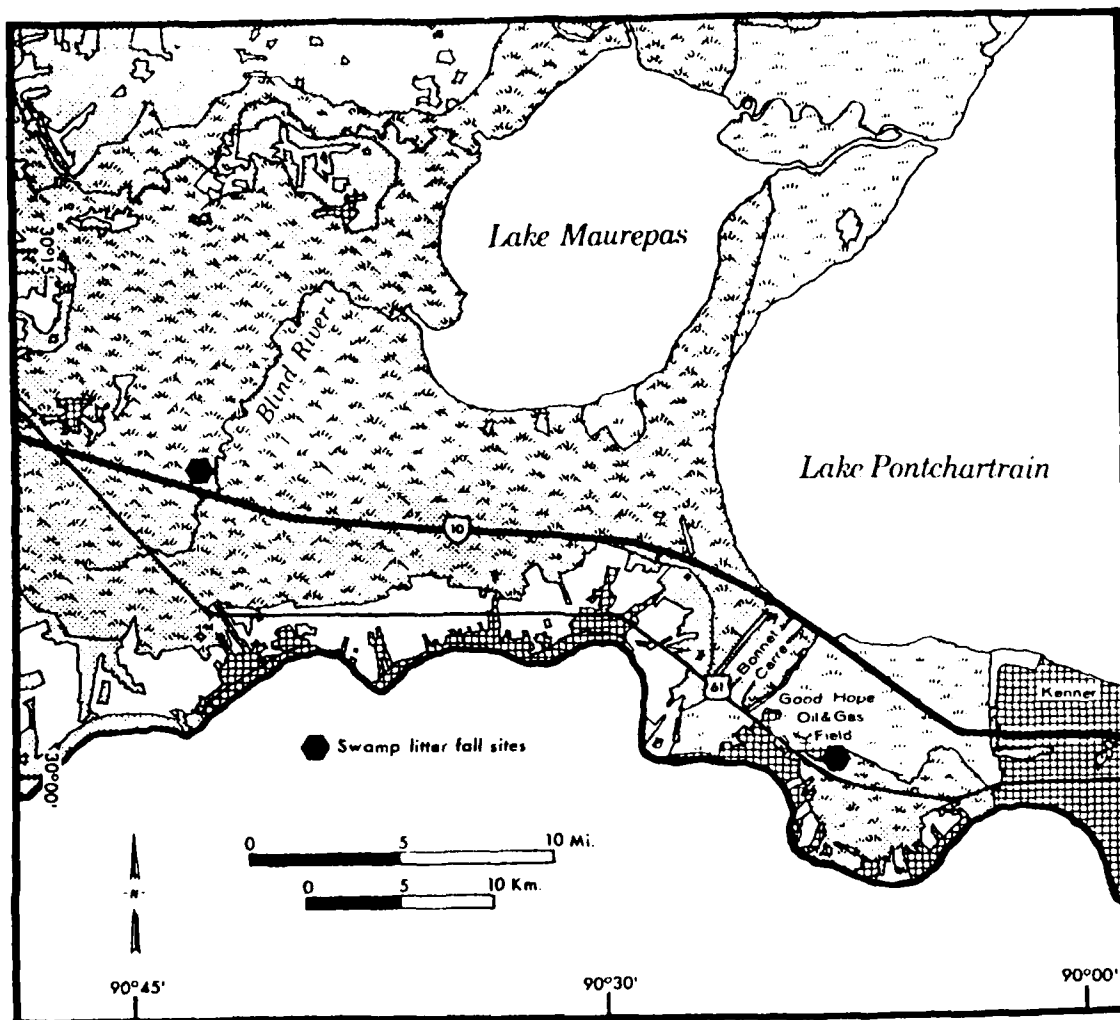 Lake Maurepas
30°15'
Blind River
Lake Pontchartrain
10
61
Bonnet
Carre
Kenner
Good Hope
Oil & Gas
Field
Swamp litter fall sites
30°00'
0 5 10 Mi.
0 5 10 Km.
-N-
90°45'
90°30'
90°00'